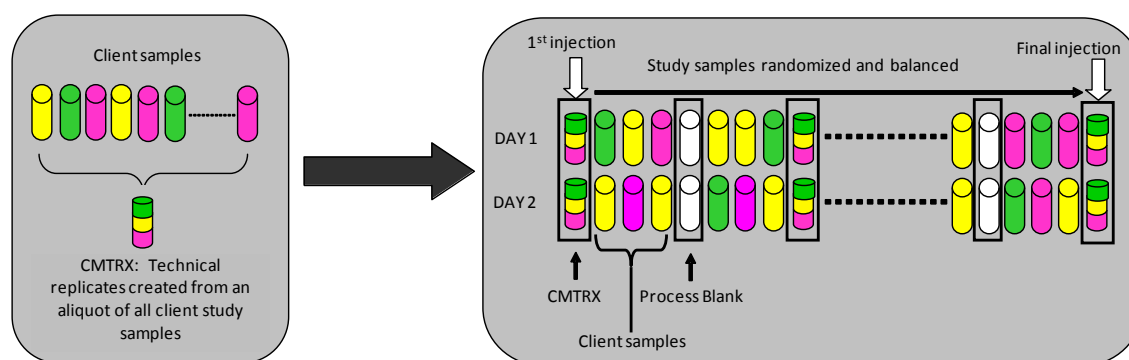 Client samples
CMTRX: Technical
replicates created from an
aliquot of all client study
samples
1st injection
Final injection
Study samples randomized and balanced
DAY 1
DAY 2
CMTRX
Process Blank
Client samples